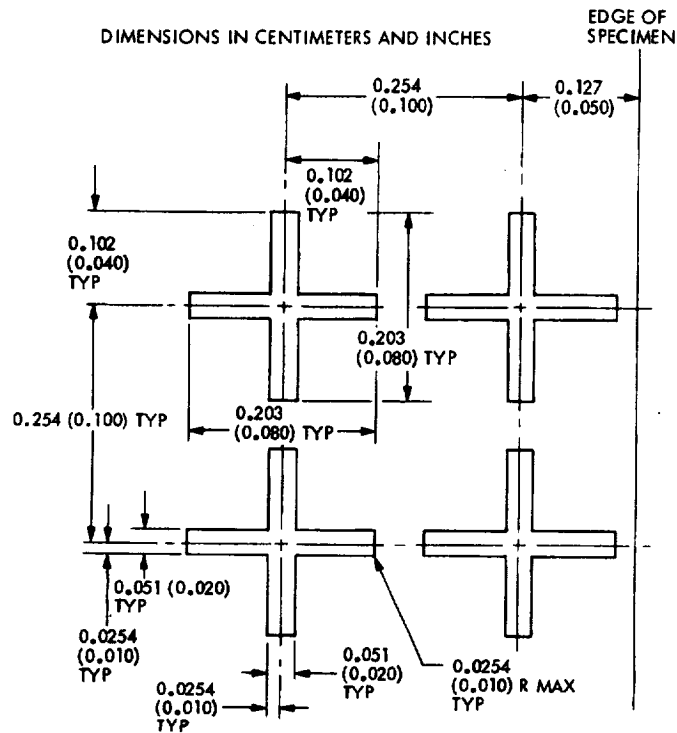 EDGE OF
SPECIMEN
DIMENSIONS IN CENTIMETERS AND INCHES
0.254
(0.100)
0.127
(0.050)
0.102
(0.040)
TYP
0.102
(0.040)
TYP
0.203
(0.080) TYP
0.254 (0.100) TYP
0.203
(0.080) TYP
0.051 (0.020)
TYP
0.0254
(0.010)
TYP
0.051
(0.020)
TYP
0.0254
(0.010) R MAX
TYP
0.0254
(0.010)
TYP